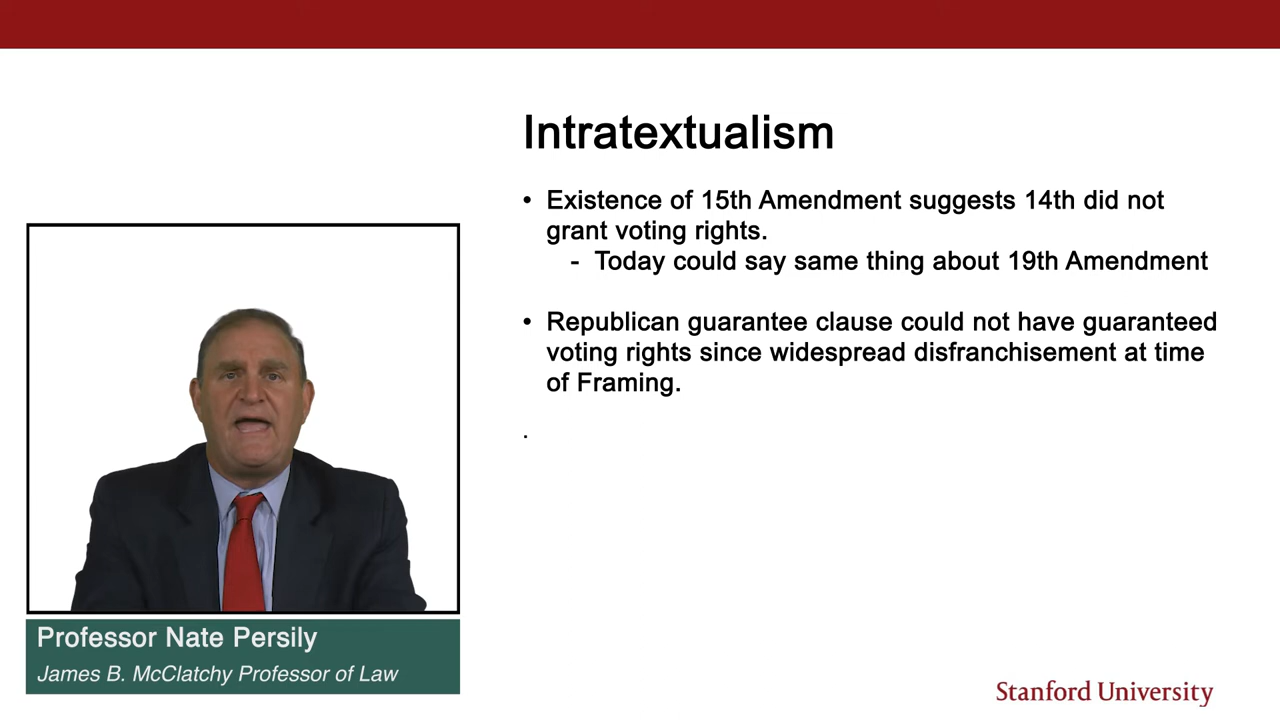 Intratextualism
• Existence of 15th Amendment suggests 14th did not
grant voting rights.
- Today could say same thing about 19th Amendment
• Republican guarantee clause could not have guaranteed
voting rights since widespread disfranchisement at time
of Framing.
.
Professor Nate Persily
James B. McClatchy Professor of Law
Stanford University